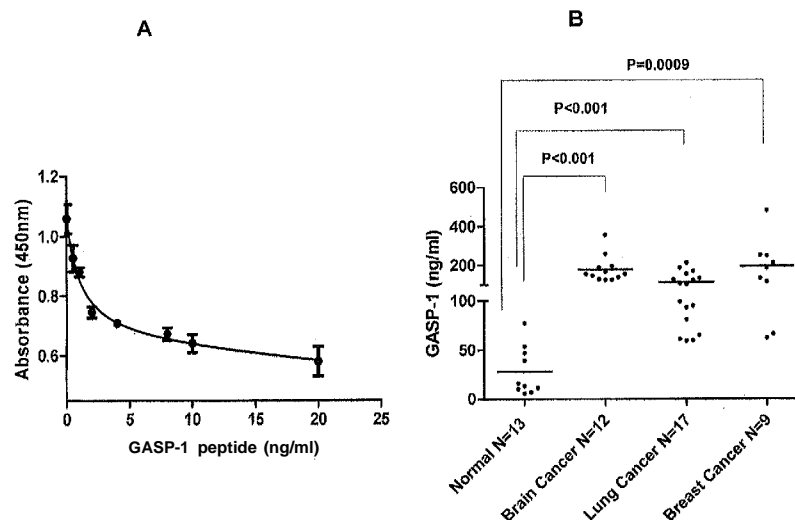 A
Absorbance (450nm)
1.2
1.0
0.8
0.6
0
5
10
15
20
25
GASP-1 peptide (ng/ml)
B
P=0.0009
P<0.001
P<0.001
GASP-1 (ng/ml)
600
400
200
100
50
0
Normal N=13
Brain Cancer N=12
Lung Cancer N=17
Breast Cancer N=9